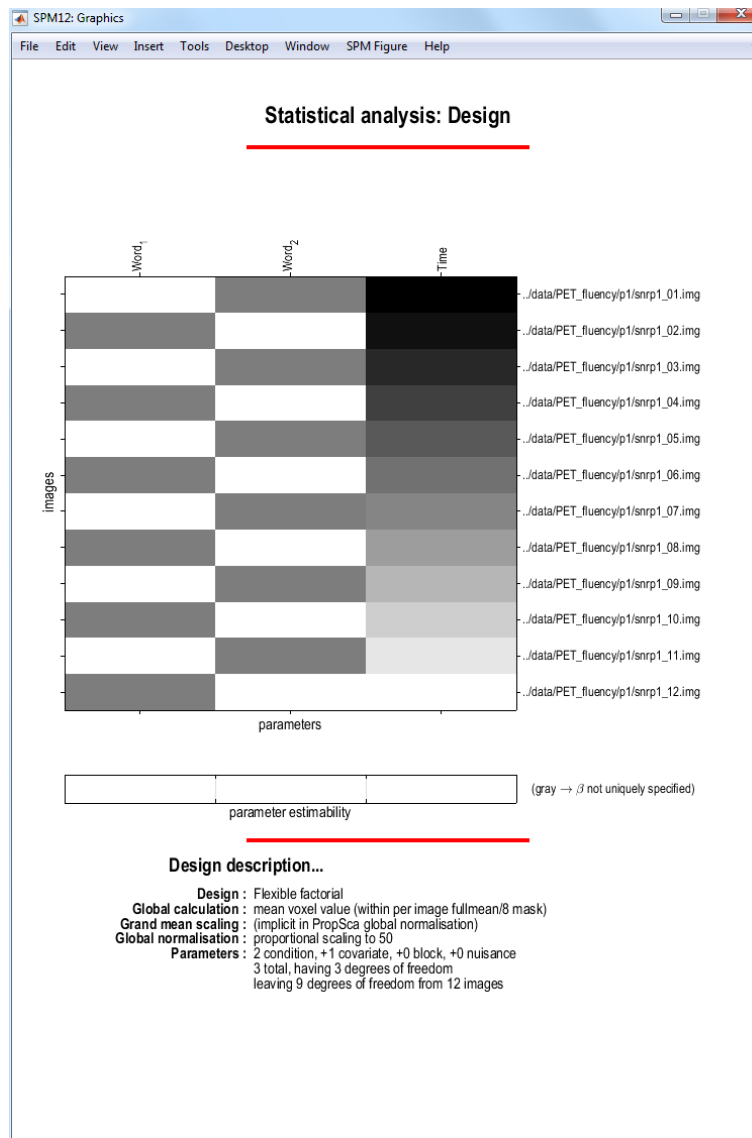 SPM12: Graphics
File Edit View Insert Tools Desktop Window SPM Figure Help
Statistical analysis: Design
Word₁
Word₂
Time
../data/PET_fluency/p1/snrp1_01.img
../data/PET_fluency/p1/snrp1_02.img
../data/PET_fluency/p1/snrp1_03.img
../data/PET_fluency/p1/snrp1_04.img
../data/PET_fluency/p1/snrp1_05.img
../data/PET_fluency/p1/snrp1_06.img
../data/PET_fluency/p1/snrp1_07.img
../data/PET_fluency/p1/snrp1_08.img
../data/PET_fluency/p1/snrp1_09.img
../data/PET_fluency/p1/snrp1_10.img
../data/PET_fluency/p1/snrp1_11.img
../data/PET_fluency/p1/snrp1_12.img
images
parameters
(gray → β not uniquely specified)
parameter estimability
Design description...
Design : Flexible factorial
Global calculation : mean voxel value (within per image fullmean/8 mask)
Grand mean scaling : (implicit in PropSca global normalisation)
Global normalisation : proportional scaling to 50
Parameters : 2 condition, +1 covariate, +0 block, +0 nuisance
3 total, having 3 degrees of freedom
leaving 9 degrees of freedom from 12 images